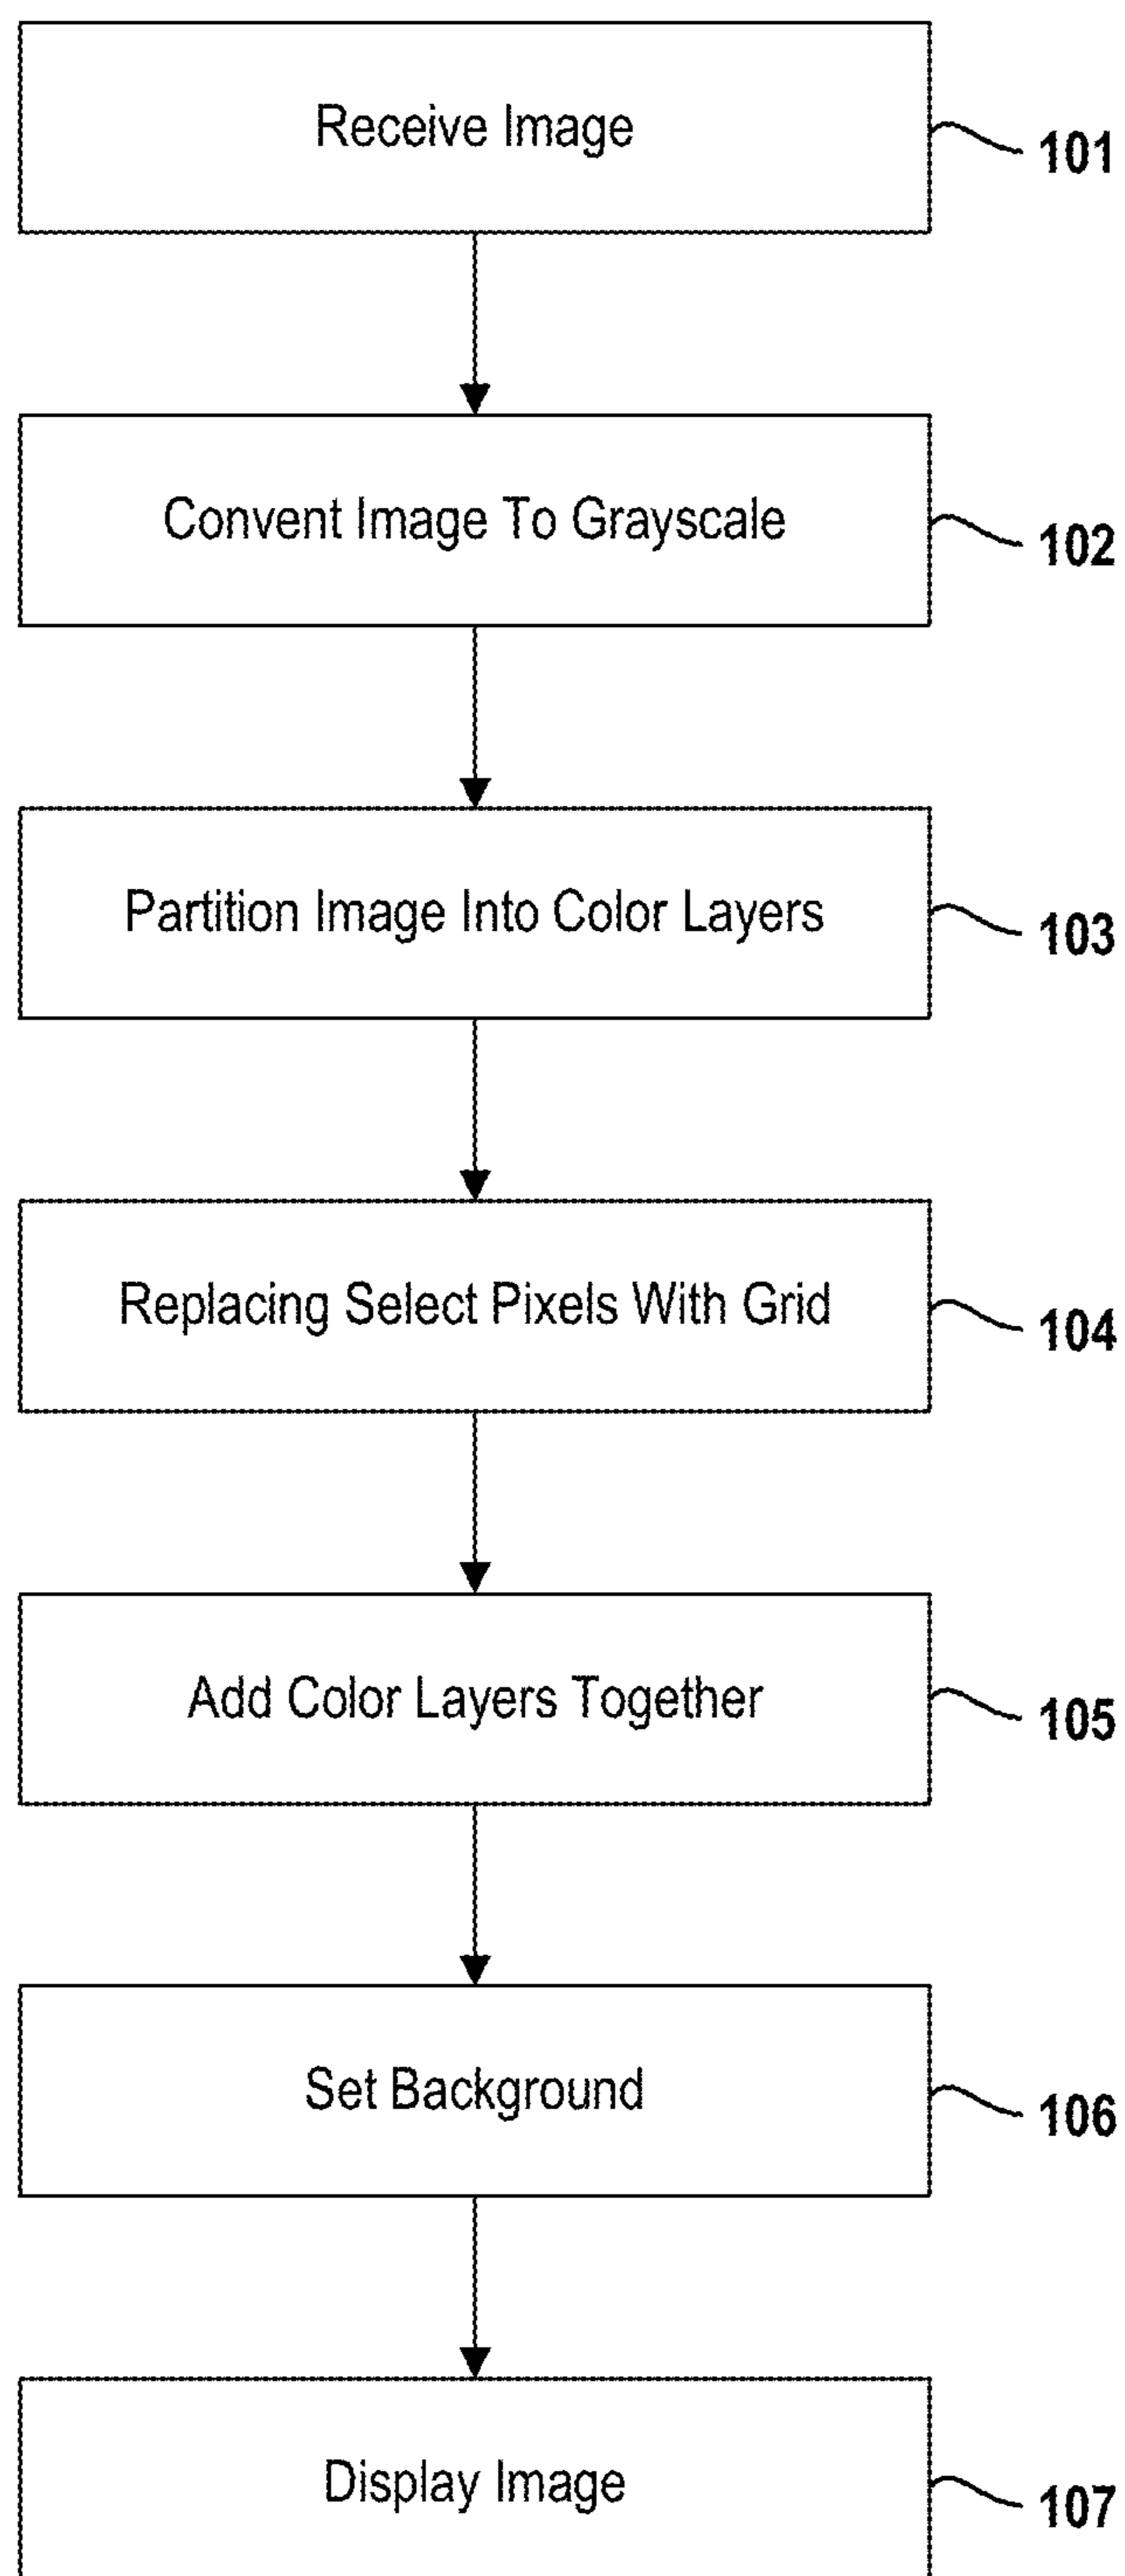 Receive Image
101
Convent Image To Grayscale
102
Partition Image Into Color Layers
103
Replacing Select Pixels With Grid
104
Add Color Layers Together
105
Set Background
106
Display Image
107